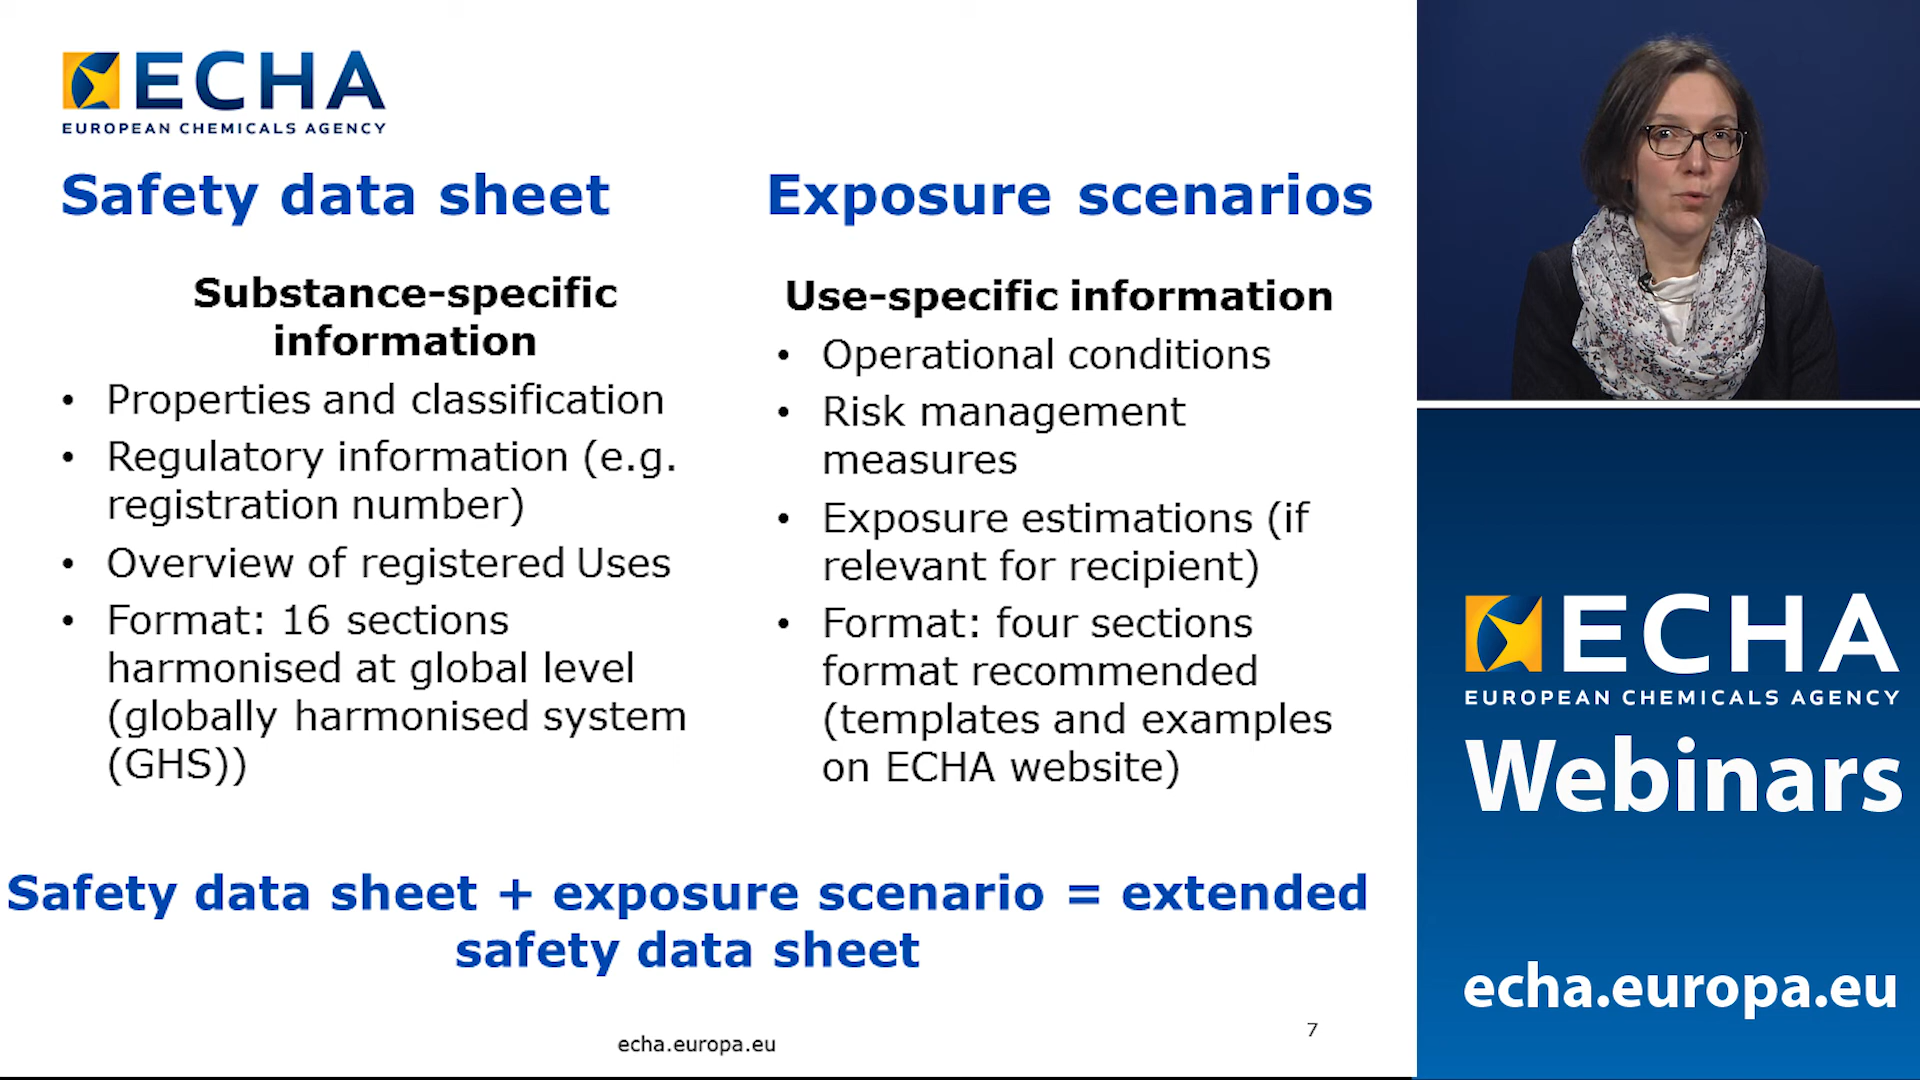 ECHA
EUROPEAN CHEMICALS AGENCY
Safety data sheet
Substance-specific
information
• Properties and classification
• Regulatory information (e.g.
registration number)
• Overview of registered Uses
• Format: 16 sections
harmonised at global level
(globally harmonised system
(GHS))
Exposure scenarios
Use-specific information
• Operational conditions
• Risk management
measures
• Exposure estimations (if
relevant for recipient)
• Format: four sections
format recommended
(templates and examples
on ECHA website)
Safety data sheet + exposure scenario = extended
safety data sheet
echa.europa.eu
7
ECHA
EUROPEAN CHEMICALS AGENCY
Webinars
echa.europa.eu